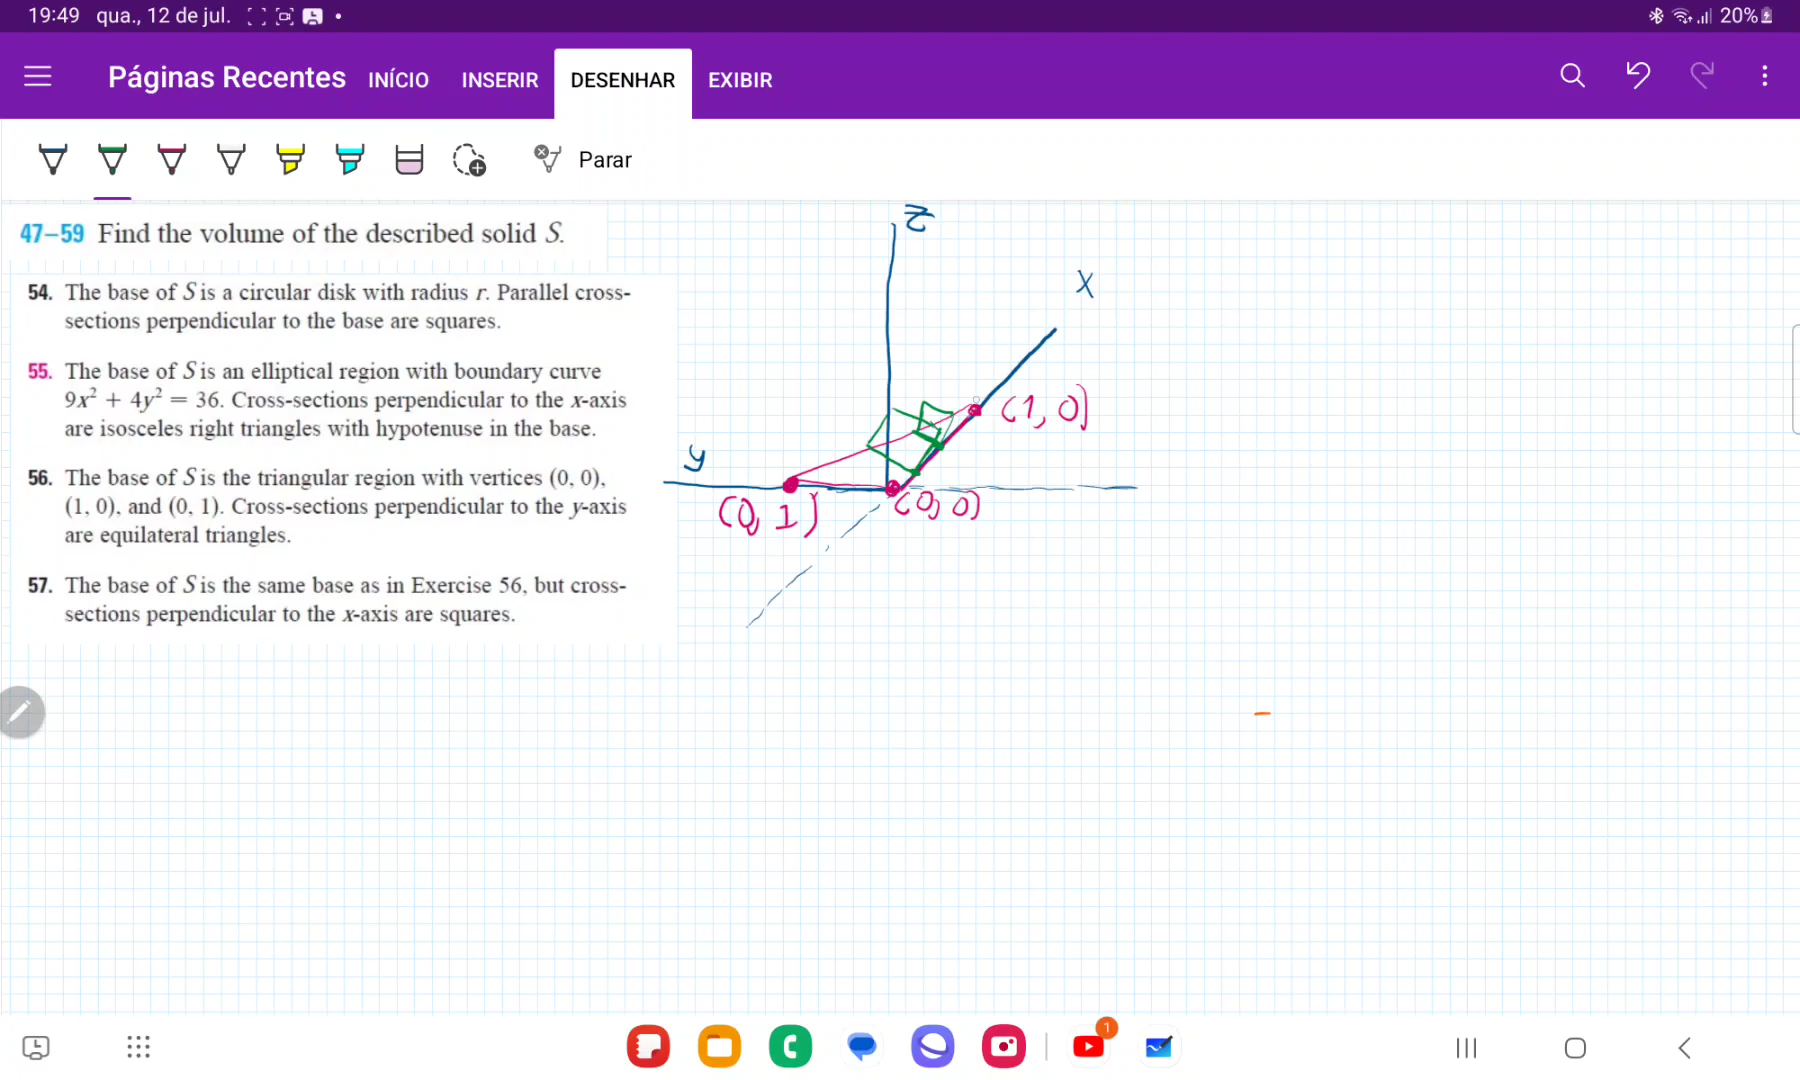 19:49 qua., 12 de jul.
20%
Páginas Recentes INÍCIO INSERIR DESENHAR EXIBIR
Parar
47–59 Find the volume of the described solid S.
54. The base of S is a circular disk with radius r. Parallel cross-
sections perpendicular to the base are squares.
55. The base of S is an elliptical region with boundary curve
9x² + 4y² = 36. Cross-sections perpendicular to the x-axis
are isosceles right triangles with hypotenuse in the base.
56. The base of S is the triangular region with vertices (0, 0),
(1, 0), and (0, 1). Cross-sections perpendicular to the y-axis
are equilateral triangles.
57. The base of S is the same base as in Exercise 56, but cross-
sections perpendicular to the x-axis are squares.
z
x
(1, 0)
y
(0, 1)
(0, 0)
1